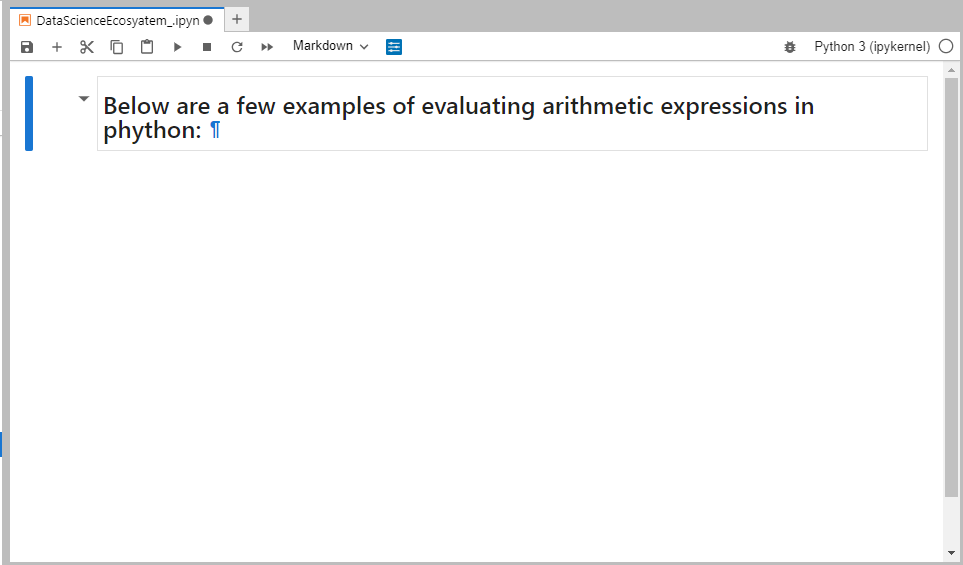 DataScienceEcosyatem_.ipyn
Markdown
Python 3 (ipykernel)
Below are a few examples of evaluating arithmetic expressions in
phython: ¶